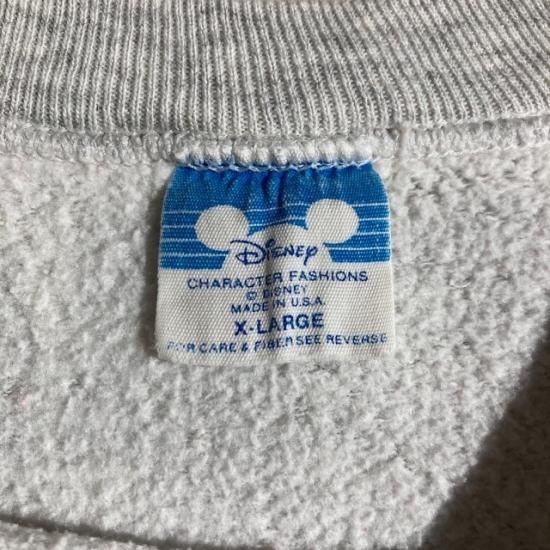 Disney
CHARACTER FASHIONS
© DISNEY
MADE IN U.S.A.
X-LARGE
FOR CARE & FIBER SEE REVERSE